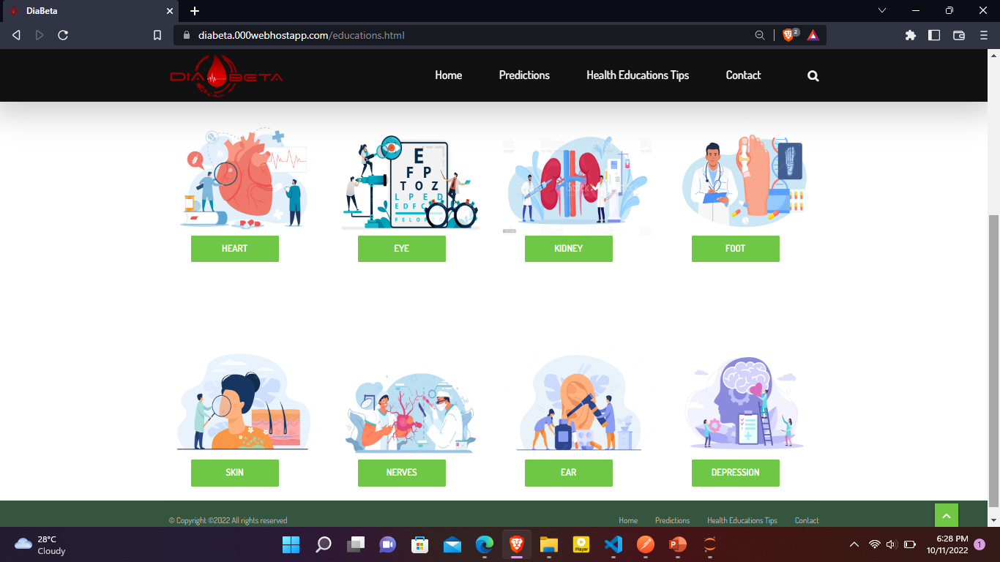 DiaBeta
diabeta.000webhostapp.com/educations.html
2
DIA BETA
Home Predictions Health Educations Tips Contact
E
F P
T O Z
L P E D
iStock
HEART EYE KIDNEY FOOT
SKIN NERVES EAR DEPRESSION
© Copyright ©2022 All rights reserved Home Predictions Health Educations Tips Contact
28°C
Cloudy
Player
6:28 PM
10/11/2022
1